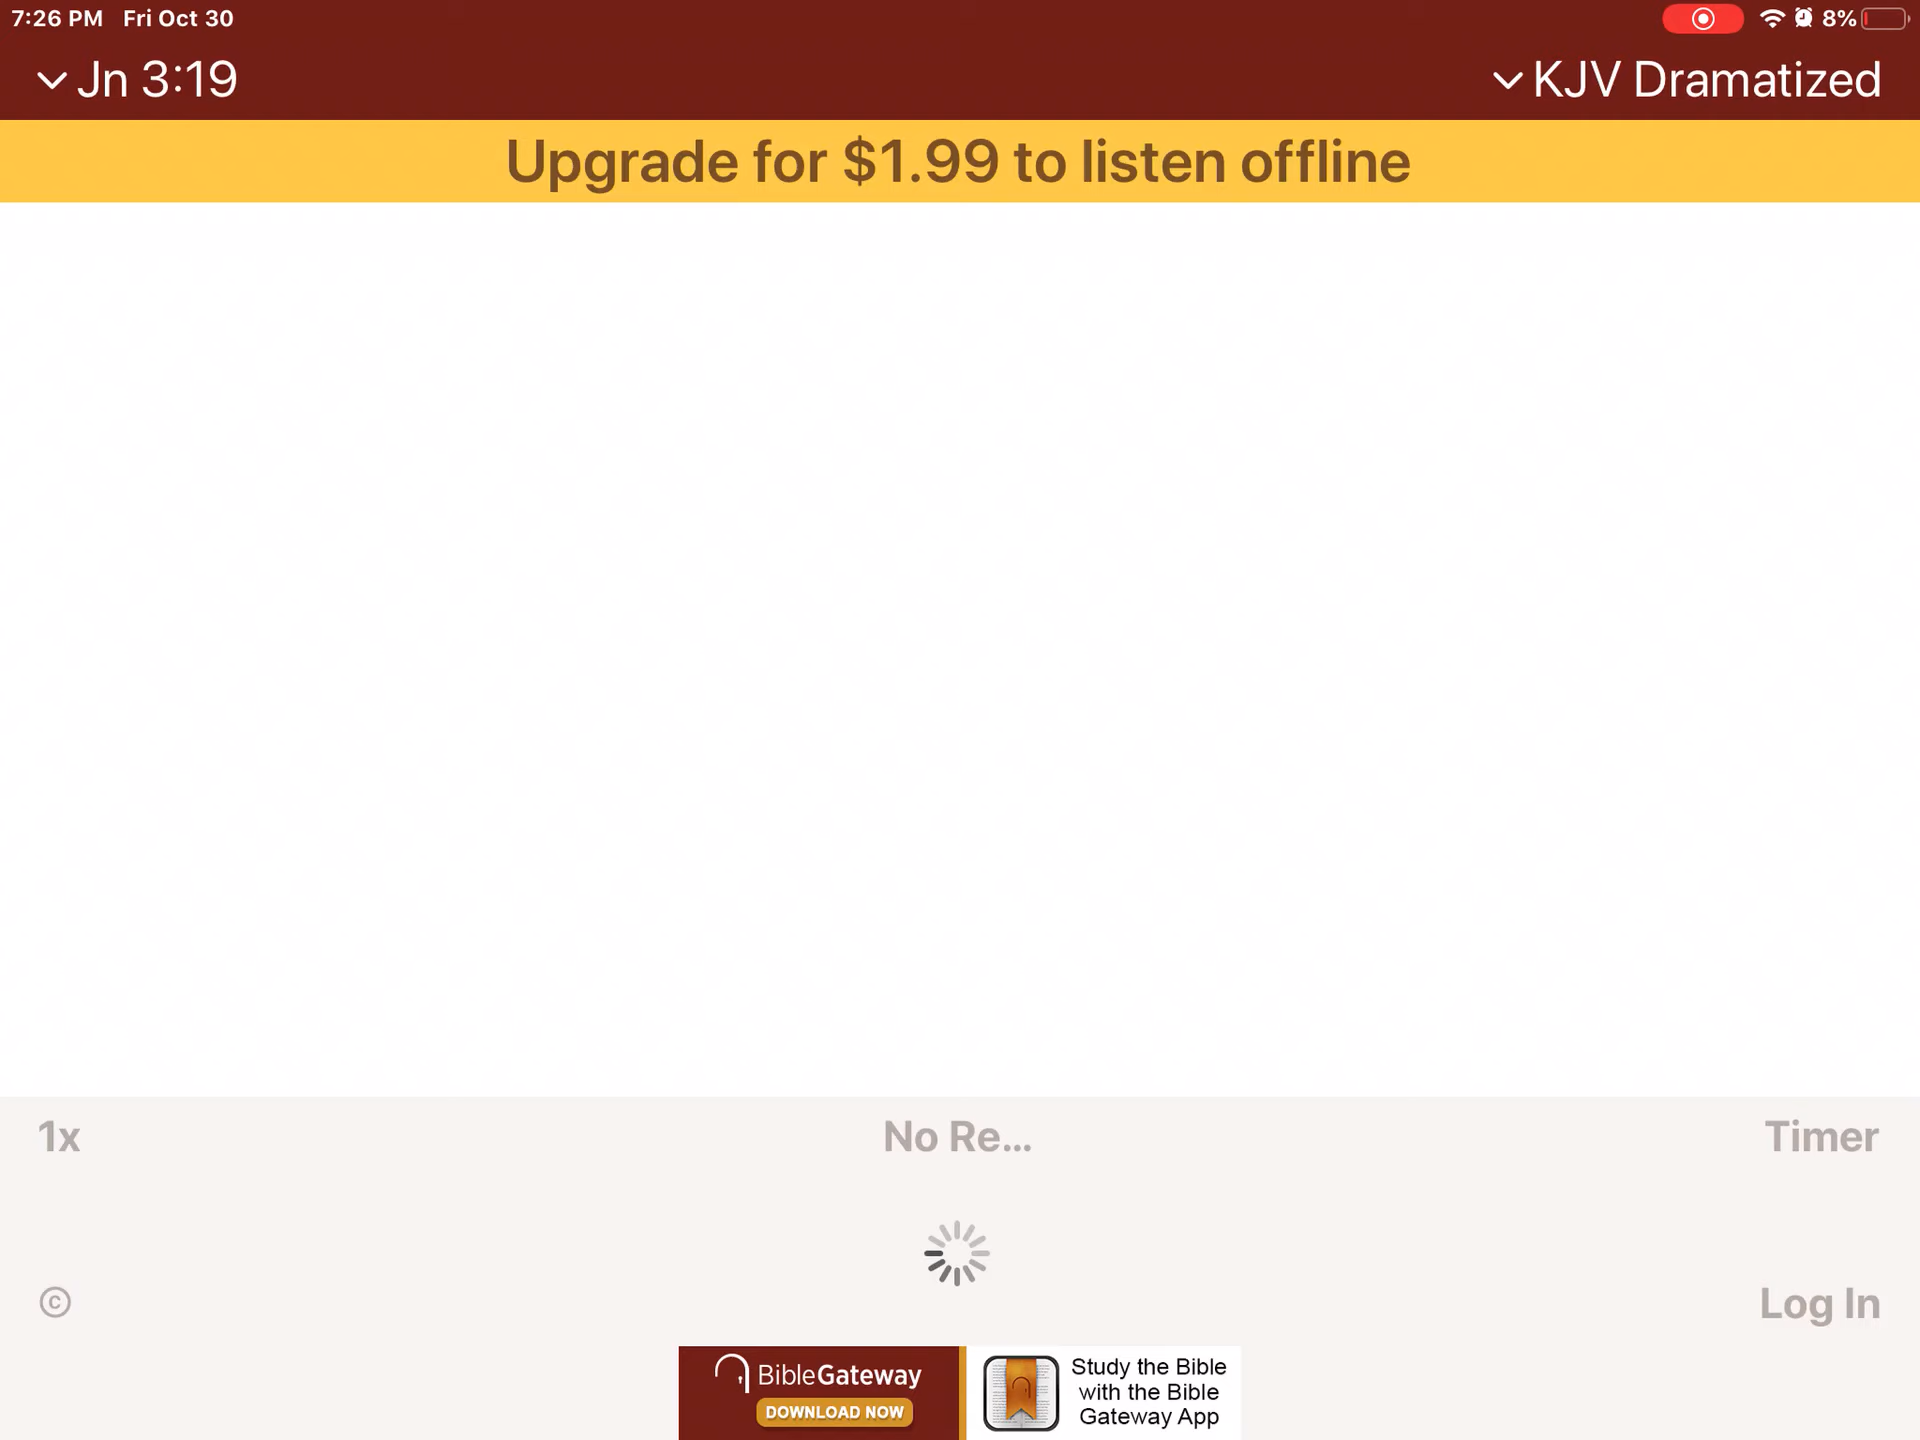 7:26 PM Fri Oct 30
8%
Jn 3:19
KJV Dramatized
Upgrade for $1.99 to listen offline
1x
No Re...
Timer
©
Log In
BibleGateway
DOWNLOAD NOW
Study the Bible
with the Bible
Gateway App